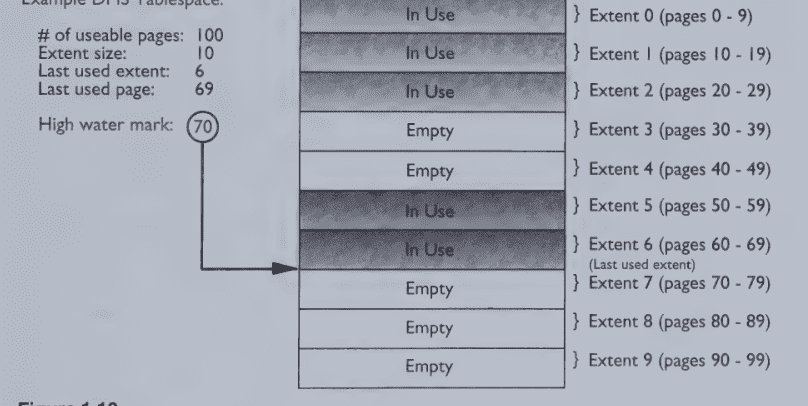 Example DMS Tablespace:
# of useable pages: 100
Extent size: 10
Last used extent: 6
Last used page: 69
High water mark: 70
In Use } Extent 0 (pages 0 - 9)
In Use } Extent 1 (pages 10 - 19)
In Use } Extent 2 (pages 20 - 29)
Empty } Extent 3 (pages 30 - 39)
Empty } Extent 4 (pages 40 - 49)
In Use } Extent 5 (pages 50 - 59)
In Use } Extent 6 (pages 60 - 69)
(Last used extent)
Empty } Extent 7 (pages 70 - 79)
Empty } Extent 8 (pages 80 - 89)
Empty } Extent 9 (pages 90 - 99)